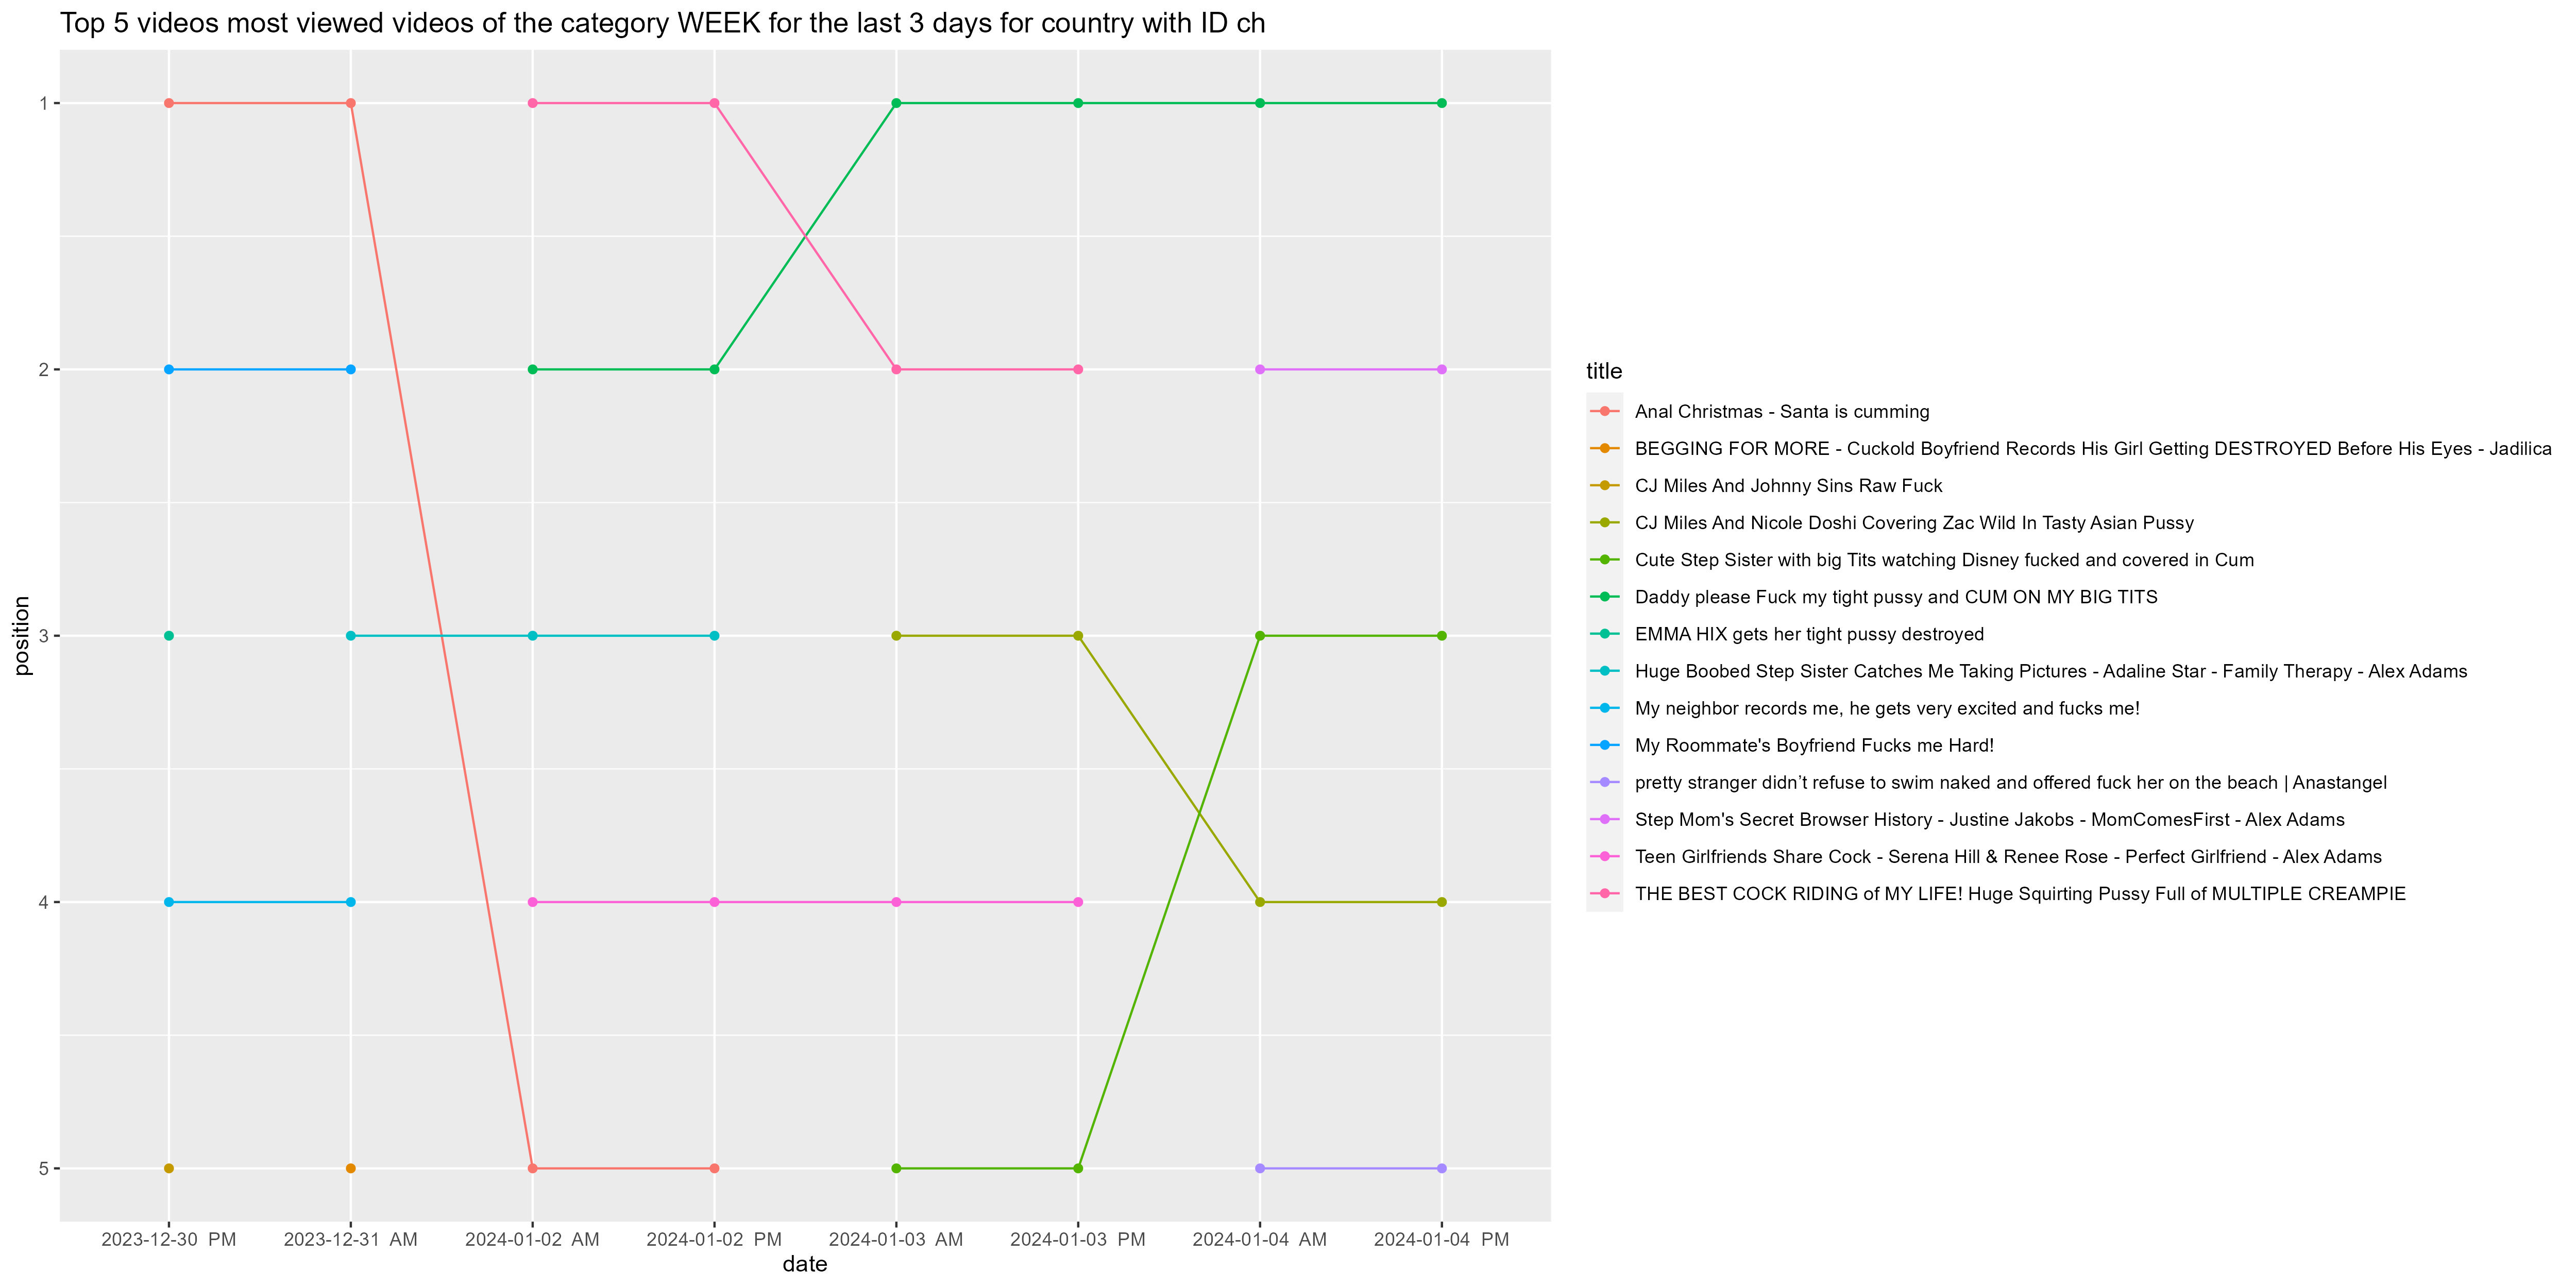 Top 5 videos most viewed videos of the category WEEK for the last 3 days for country with ID ch
position
1
2
3
4
5
2023-12-30 PM
2023-12-31 AM
2024-01-02 AM
2024-01-02 PM
2024-01-03 AM
2024-01-03 PM
2024-01-04 AM
2024-01-04 PM
date
title
Anal Christmas - Santa is cumming
BEGGING FOR MORE - Cuckold Boyfriend Records His Girl Getting DESTROYED Before His Eyes - Jadilica
CJ Miles And Johnny Sins Raw Fuck
CJ Miles And Nicole Doshi Covering Zac Wild In Tasty Asian Pussy
Cute Step Sister with big Tits watching Disney fucked and covered in Cum
Daddy please Fuck my tight pussy and CUM ON MY BIG TITS
EMMA HIX gets her tight pussy destroyed
Huge Boobed Step Sister Catches Me Taking Pictures - Adaline Star - Family Therapy - Alex Adams
My neighbor records me, he gets very excited and fucks me!
My Roommate's Boyfriend Fucks me Hard!
pretty stranger didn’t refuse to swim naked and offered fuck her on the beach | Anastangel
Step Mom's Secret Browser History - Justine Jakobs - MomComesFirst - Alex Adams
Teen Girlfriends Share Cock - Serena Hill & Renee Rose - Perfect Girlfriend - Alex Adams
THE BEST COCK RIDING of MY LIFE! Huge Squirting Pussy Full of MULTIPLE CREAMPIE